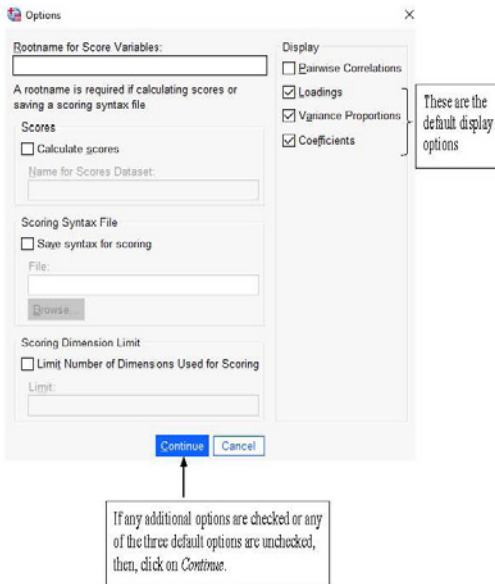 Options
Rootname for Score Variables:
A rootname is required if calculating scores or
saving a scoring syntax file
Scores
Calculate scores
Name for Scores Dataset:
Scoring Syntax File
Save syntax for scoring
File:
Browse...
Scoring Dimension Limit
Limit Number of Dimensions Used for Scoring
Limit:
Display
Pairwise Correlations
Loadings
Variance Proportions
Coefficients
These are the
default display
options
Continue
Cancel
If any additional options are checked or any
of the three default options are unchecked,
then, click on Continue.